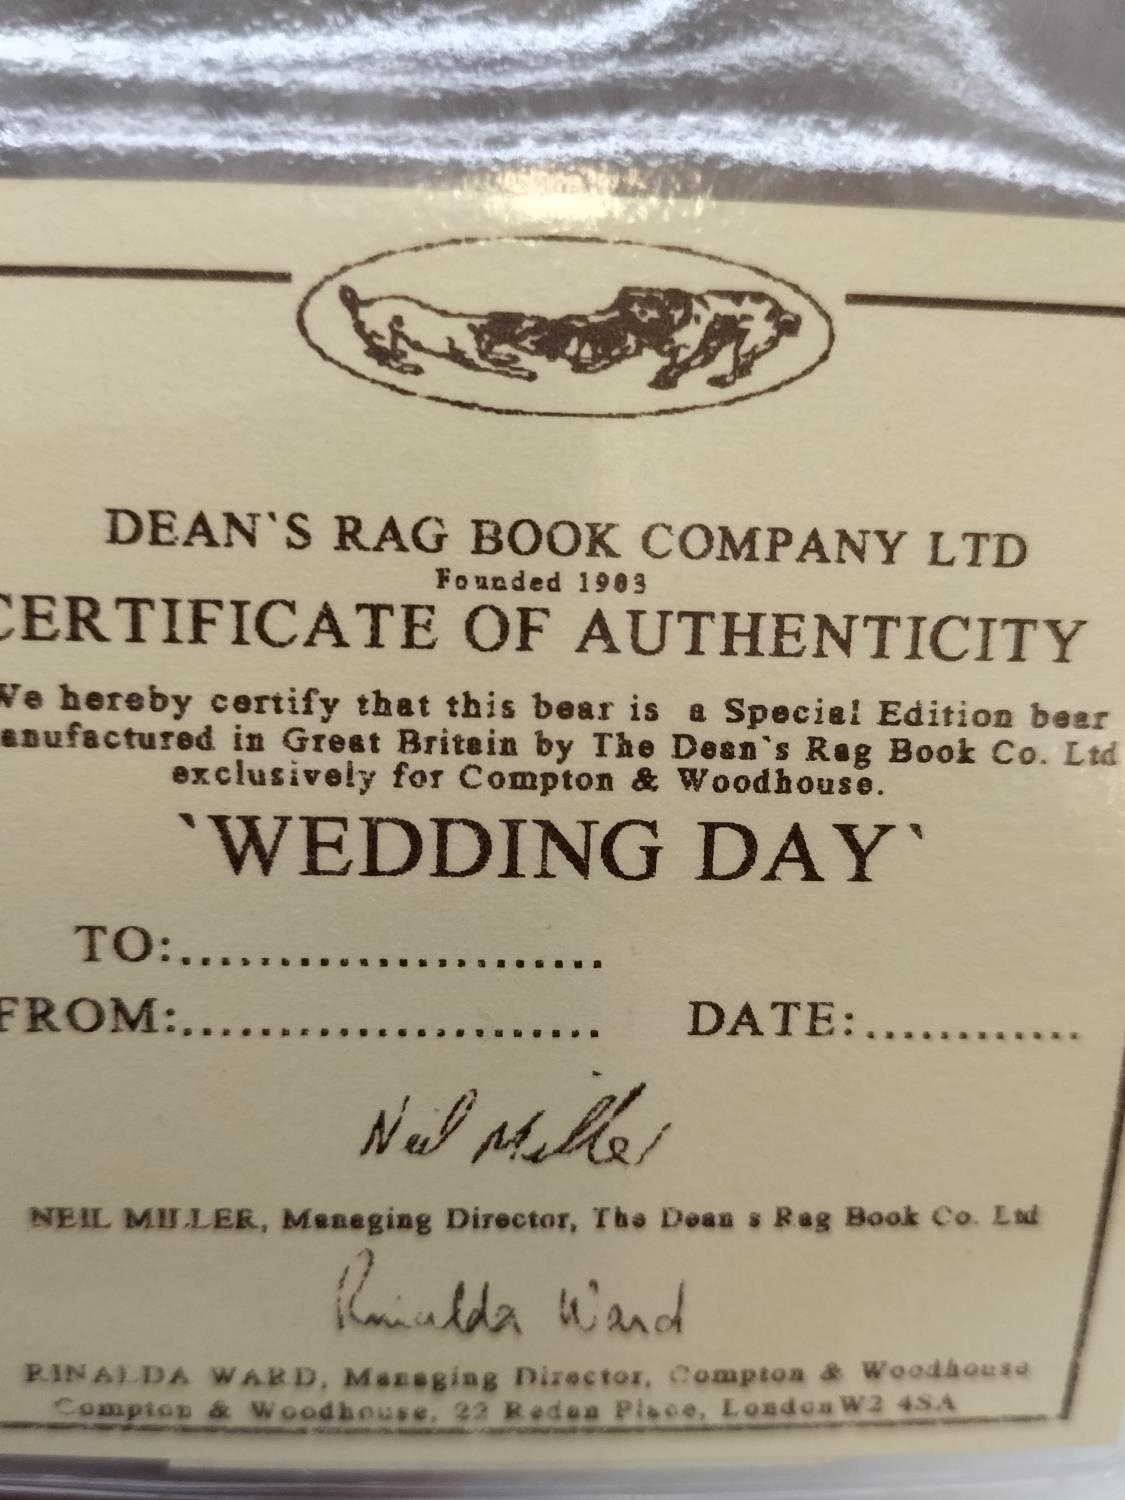 DEAN`S RAG BOOK COMPANY LTD
Founded 1903
CERTIFICATE OF AUTHENTICITY
We hereby certify that this bear is a Special Edition bear
manufactured in Great Britain by The Dean`s Rag Book Co. Ltd
exclusively for Compton & Woodhouse.
`WEDDING DAY`
TO:.......................
FROM:....................... DATE:............
Neil Miller
NEIL MILLER, Managing Director, The Dean s Rag Book Co. Ltd
Rinalda Ward
RINALDA WARD, Managing Director, Compton & Woodhouse
Compton & Woodhouse, 22 Redan Place, London W2 4SA